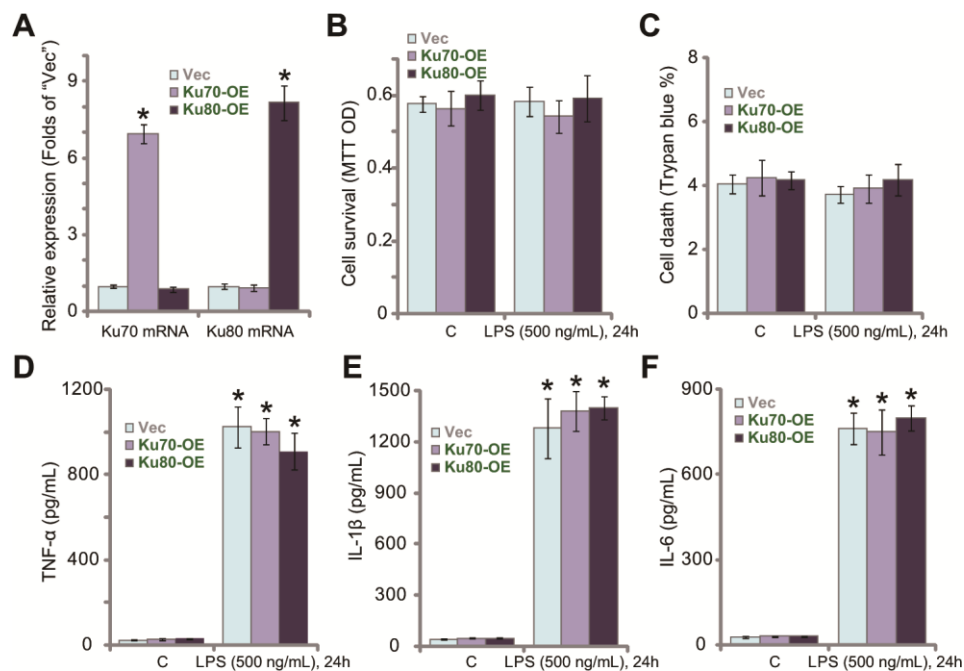 A
Relative expression (Folds of “Vec”)
9
6
3
0
Vec
Ku70-OE
Ku80-OE
*
*
Ku70 mRNA
Ku80 mRNA
B
Cell survival (MTT OD)
0.6
0.4
0.2
0
Vec
Ku70-OE
Ku80-OE
C
LPS (500 ng/mL), 24h
C
Cell daath (Trypan blue %)
8
6
4
2
0
Vec
Ku70-OE
Ku80-OE
C
LPS (500 ng/mL), 24h
D
TNF-α (pg/mL)
1200
800
400
0
Vec
Ku70-OE
Ku80-OE
* * *
C
LPS (500 ng/mL), 24h
E
IL-1β (pg/mL)
1500
1200
900
600
300
0
Vec
Ku70-OE
Ku80-OE
* * *
C
LPS (500 ng/mL), 24h
F
IL-6 (pg/mL)
900
600
300
0
Vec
Ku70-OE
Ku80-OE
* * *
C
LPS (500 ng/mL), 24h